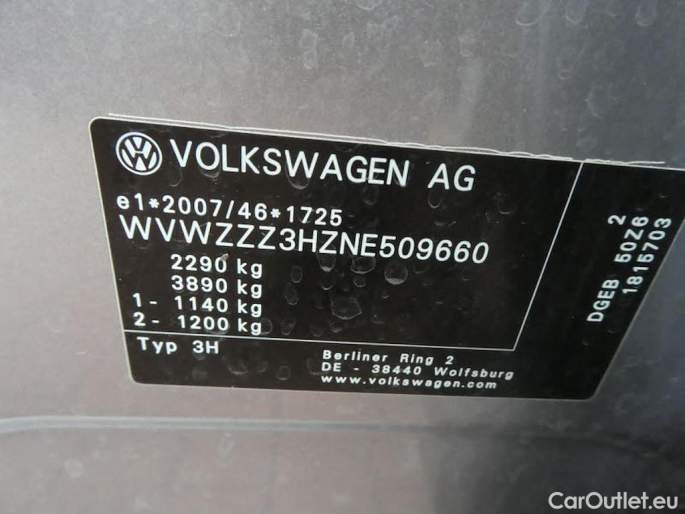 VOLKSWAGEN AG
e1*2007/46*1725
WVWZZZ3HZNE509660
2290 kg
3890 kg
1 - 1140 kg
2 - 1200 kg
Typ 3H
Berliner Ring 2
DE - 38440 Wolfsburg
www.volkswagen.com
2
DGEB 50Z6
1815703
CarOutlet.eu